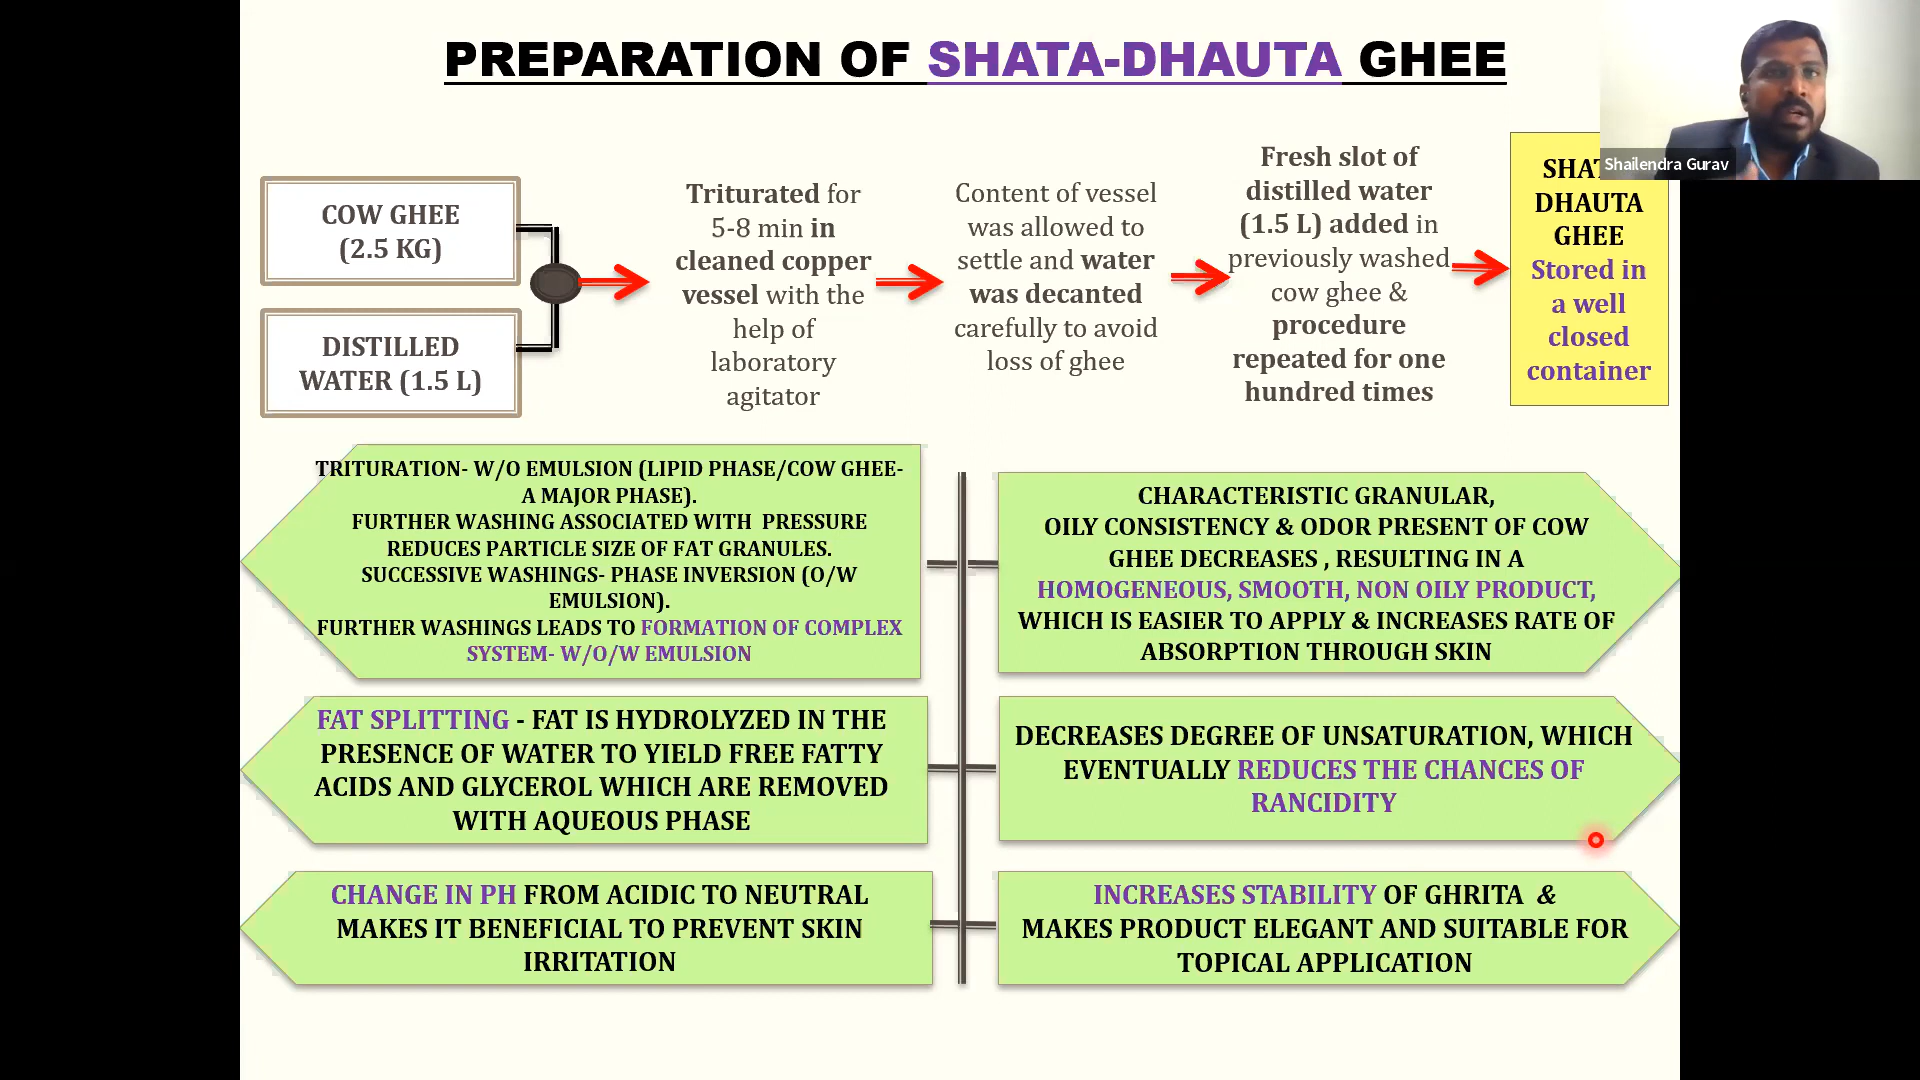 PREPARATION OF SHATA-DHAUTA GHEE
Shailendra Gurav
COW GHEE
(2.5 KG)
DISTILLED
WATER (1.5 L)
Triturated for
5-8 min in
cleaned copper
vessel with the
help of
laboratory
agitator
Content of vessel
was allowed to
settle and water
was decanted
carefully to avoid
loss of ghee
Fresh slot of
distilled water
(1.5 L) added in
previously washed
cow ghee &
procedure
repeated for one
hundred times
DHAUTA
GHEE
Stored in
a well
closed
container
TRITURATION- W/O EMULSION (LIPID PHASE/COW GHEE-
A MAJOR PHASE).
FURTHER WASHING ASSOCIATED WITH PRESSURE
REDUCES PARTICLE SIZE OF FAT GRANULES.
SUCCESSIVE WASHINGS- PHASE INVERSION (O/W
EMULSION).
FURTHER WASHINGS LEADS TO FORMATION OF COMPLEX
SYSTEM- W/O/W EMULSION
CHARACTERISTIC GRANULAR,
OILY CONSISTENCY & ODOR PRESENT OF COW
GHEE DECREASES , RESULTING IN A
HOMOGENEOUS, SMOOTH, NON OILY PRODUCT,
WHICH IS EASIER TO APPLY & INCREASES RATE OF
ABSORPTION THROUGH SKIN
FAT SPLITTING - FAT IS HYDROLYZED IN THE
PRESENCE OF WATER TO YIELD FREE FATTY
ACIDS AND GLYCEROL WHICH ARE REMOVED
WITH AQUEOUS PHASE
DECREASES DEGREE OF UNSATURATION, WHICH
EVENTUALLY REDUCES THE CHANCES OF
RANCIDITY
CHANGE IN PH FROM ACIDIC TO NEUTRAL
MAKES IT BENEFICIAL TO PREVENT SKIN
IRRITATION
INCREASES STABILITY OF GHRITA &
MAKES PRODUCT ELEGANT AND SUITABLE FOR
TOPICAL APPLICATION